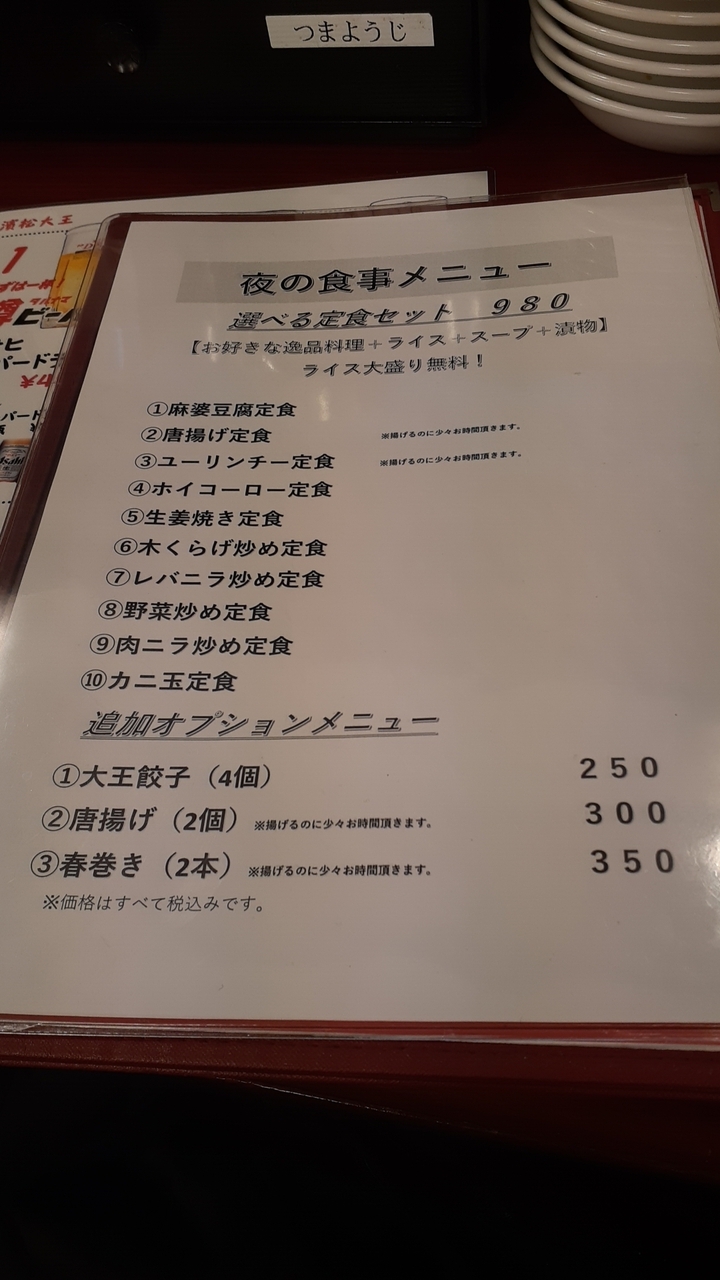 つまようじ
濱松大王
ビール
夜の食事メニュー
選べる定食セット　９８０
【お好きな逸品料理＋ライス＋スープ＋漬物】
ライス大盛り無料！
①麻婆豆腐定食
②唐揚げ定食 ※揚げるのに少々お時間頂きます。
③ユーリンチー定食 ※揚げるのに少々お時間頂きます。
④ホイコーロー定食
⑤生姜焼き定食
⑥木くらげ炒め定食
⑦レバニラ炒め定食
⑧野菜炒め定食
⑨肉ニラ炒め定食
⑩カニ玉定食
追加オプションメニュー
①大王餃子（4個） ２５０
②唐揚げ（2個）※揚げるのに少々お時間頂きます。 ３００
③春巻き（2本）※揚げるのに少々お時間頂きます。 ３５０
※価格はすべて税込みです。